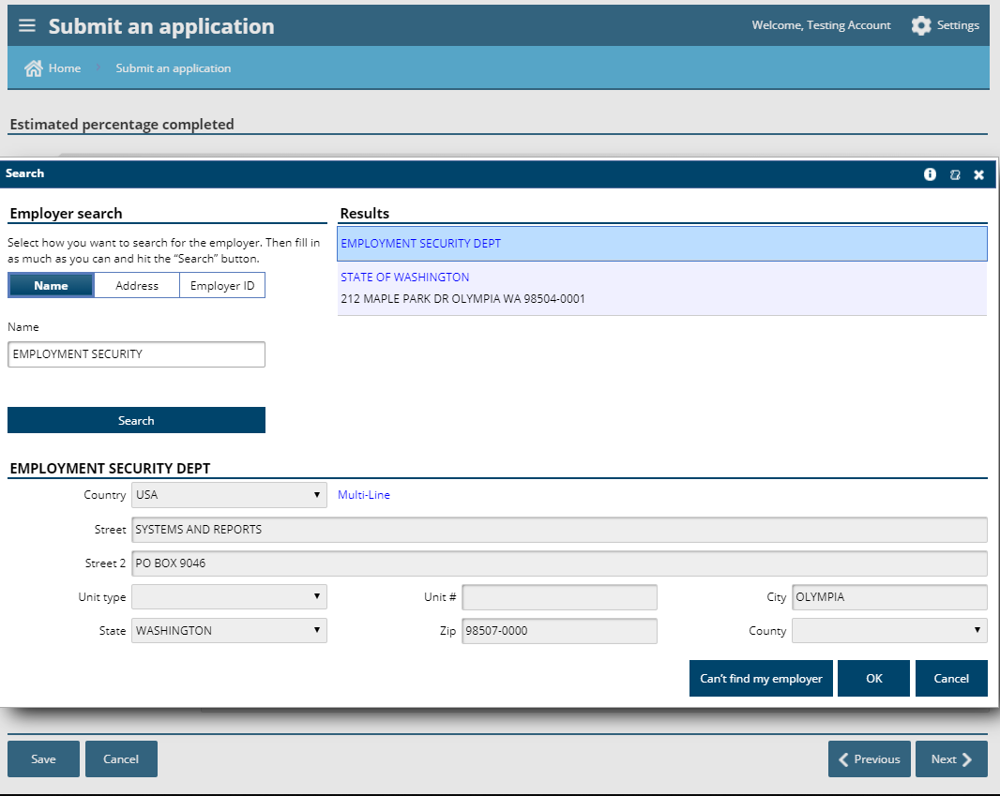 Submit an application
Welcome, Testing Account
Settings
Home
Submit an application
Estimated percentage completed
Search
Employer search
Select how you want to search for the employer. Then fill in
as much as you can and hit the “Search” button.
Name Address Employer ID
Name
EMPLOYMENT SECURITY
Search
Results
EMPLOYMENT SECURITY DEPT
STATE OF WASHINGTON
212 MAPLE PARK DR OLYMPIA WA 98504-0001
EMPLOYMENT SECURITY DEPT
Country USA Multi-Line
Street SYSTEMS AND REPORTS
Street 2 PO BOX 9046
Unit type Unit # City OLYMPIA
State WASHINGTON Zip 98507-0000 County
Can't find my employer OK Cancel
Save Cancel Previous Next